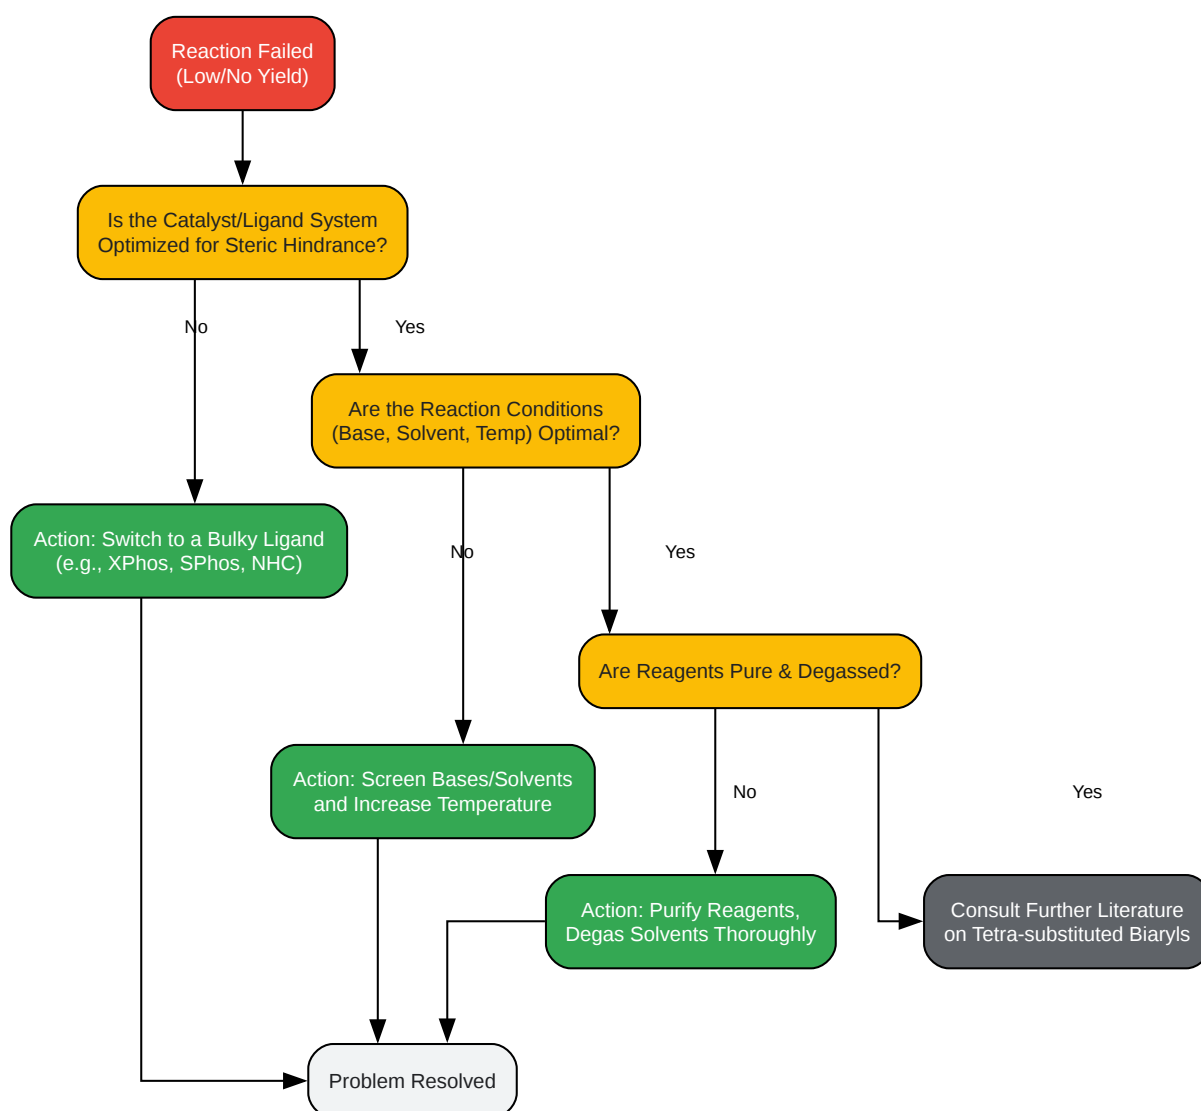 Reaction Failed
(Low/No Yield)
Is the Catalyst/Ligand System
Optimized for Steric Hindrance?
No
Yes
Are the Reaction Conditions
(Base, Solvent, Temp) Optimal?
Action: Switch to a Bulky Ligand
(e.g., XPhos, SPhos, NHC)
No
Yes
Are Reagents Pure & Degassed?
Action: Screen Bases/Solvents
and Increase Temperature
No
Yes
Action: Purify Reagents,
Degas Solvents Thoroughly
Consult Further Literature
on Tetra-substituted Biaryls
Problem Resolved